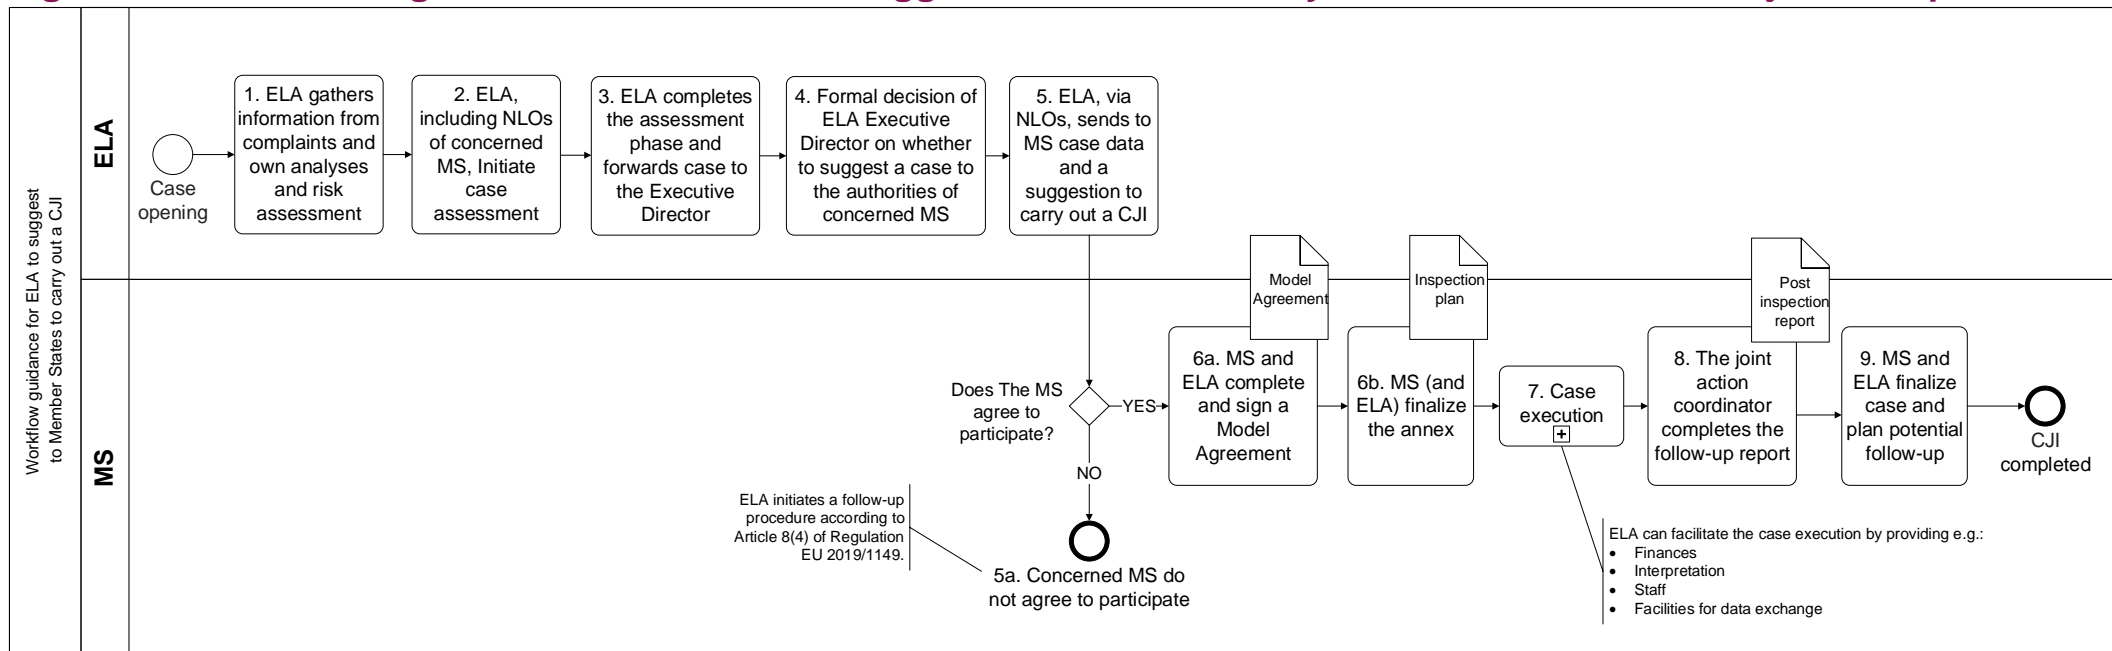 Workflow guidance for ELA to suggest
to Member States to carry out a CJI
ELA
Case
opening
1. ELA gathers
information from
complaints and
own analyses
and risk
assessment
2. ELA,
including NLOs
of concerned
MS, Initiate
case
assessment
3. ELA completes
the assessment
phase and
forwards case to
the Executive
Director
4. Formal decision of
ELA Executive
Director on whether
to suggest a case to
the authorities of
concerned MS
5. ELA, via
NLOs, sends to
MS case data
and a
suggestion to
carry out a CJI
MS
Does The MS
agree to
participate?
YES
NO
ELA initiates a follow-up
procedure according to
Article 8(4) of Regulation
EU 2019/1149.
5a. Concerned MS do
not agree to participate
Model
Agreement
6a. MS and
ELA complete
and sign a
Model
Agreement
Inspection
plan
6b. MS (and
ELA) finalize
the annex
7. Case
execution
ELA can facilitate the case execution by providing e.g.:
• Finances
• Interpretation
• Staff
• Facilities for data exchange
Post
inspection
report
8. The joint
action
coordinator
completes the
follow-up report
9. MS and
ELA finalize
case and
plan potential
follow-up
CJI
completed